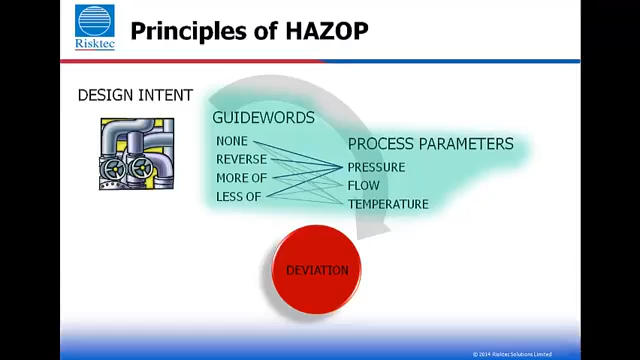 Risktec
Principles of HAZOP
DESIGN INTENT
GUIDEWORDS
NONE
REVERSE
MORE OF
LESS OF
PROCESS PARAMETERS
PRESSURE
FLOW
TEMPERATURE
DEVIATION
© 2014 Risktec Solutions Limited